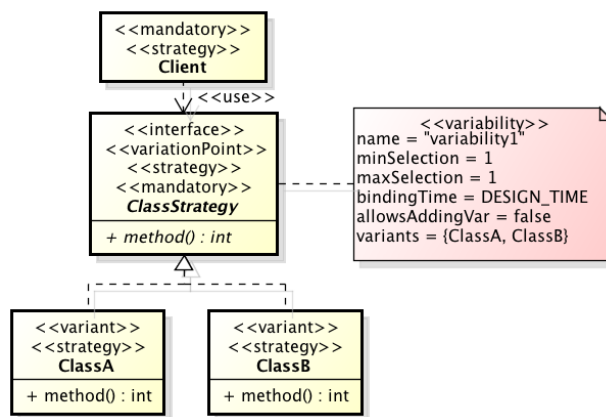 <<mandatory>>
<<strategy>>
Client
<<use>>
<<interface>>
<<variationPoint>>
<<strategy>>
<<mandatory>>
ClassStrategy
+ method() : int
<<variability>>
name = "variability1"
minSelection = 1
maxSelection = 1
bindingTime = DESIGN_TIME
allowsAddingVar = false
variants = {ClassA, ClassB}
<<variant>>
<<strategy>>
ClassA
+ method() : int
<<variant>>
<<strategy>>
ClassB
+ method() : int